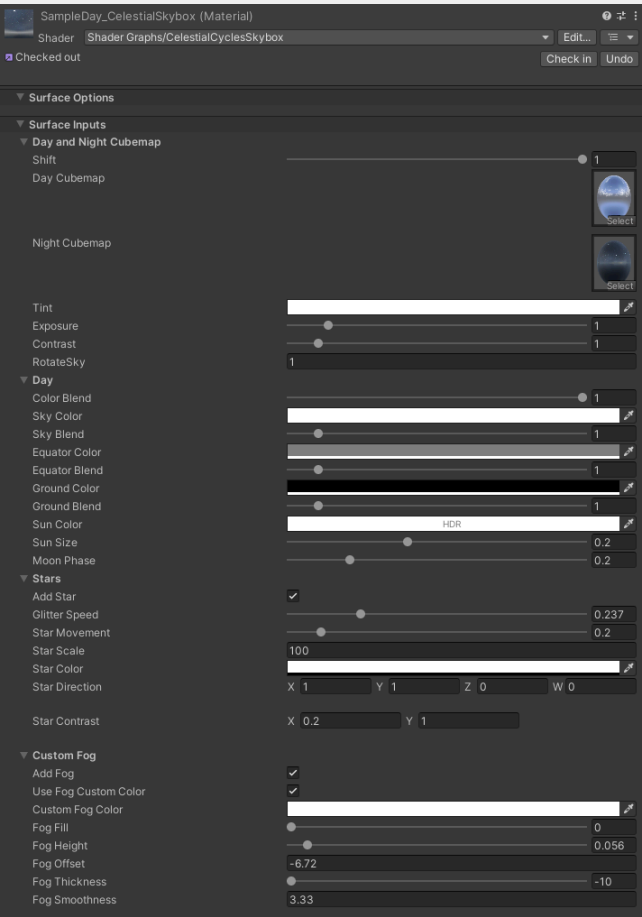 SampleDay_CelestialSkybox (Material)
Shader Shader Graphs/CelestialCyclesSkybox Edit...
Checked out Check in Undo
Surface Options
Surface Inputs
Day and Night Cubemap
Shift 1
Day Cubemap
Select
Night Cubemap
Select
Tint
Exposure 1
Contrast 1
RotateSky 1
Day
Color Blend 1
Sky Color
Sky Blend 1
Equator Color
Equator Blend 1
Ground Color
Ground Blend 1
Sun Color HDR
Sun Size 0.2
Moon Phase 0.2
Stars
Add Star
Glitter Speed 0.237
Star Movement 0.2
Star Scale 100
Star Color
Star Direction X 1 Y 1 Z 0 W 0
Star Contrast X 0.2 Y 1
Custom Fog
Add Fog
Use Fog Custom Color
Custom Fog Color
Fog Fill 0
Fog Height 0.056
Fog Offset -6.72
Fog Thickness -10
Fog Smoothness 3.33